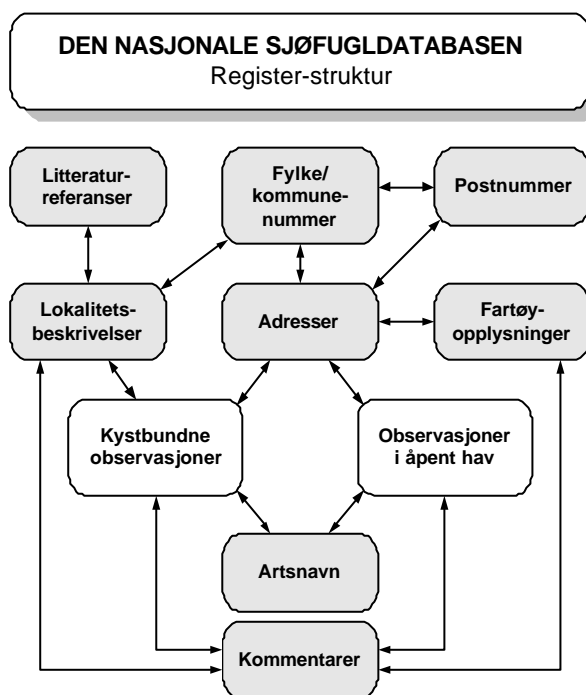 DEN NASJONALE SJØFUGLDATABASEN
Register-struktur
Litteratur-
referanser
Fylke/
kommune-
nummer
Postnummer
Lokalitets-
beskrivelser
Adresser
Fartøy-
opplysninger
Kystbundne
observasjoner
Observasjoner
i åpent hav
Artsnavn
Kommentarer